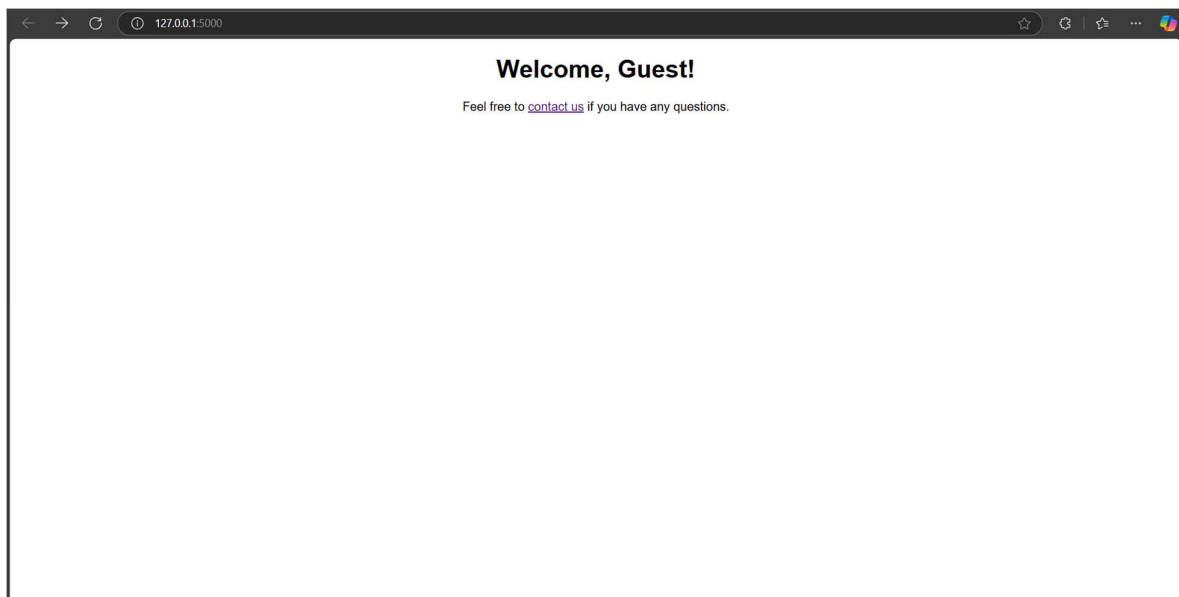 127.0.0.1:5000
Welcome, Guest!
Feel free to contact us if you have any questions.